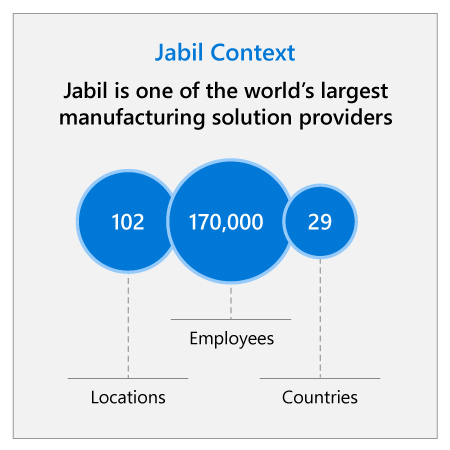 Jabil Context
Jabil is one of the world’s largest
manufacturing solution providers
102
170,000
29
Employees
Locations
Countries